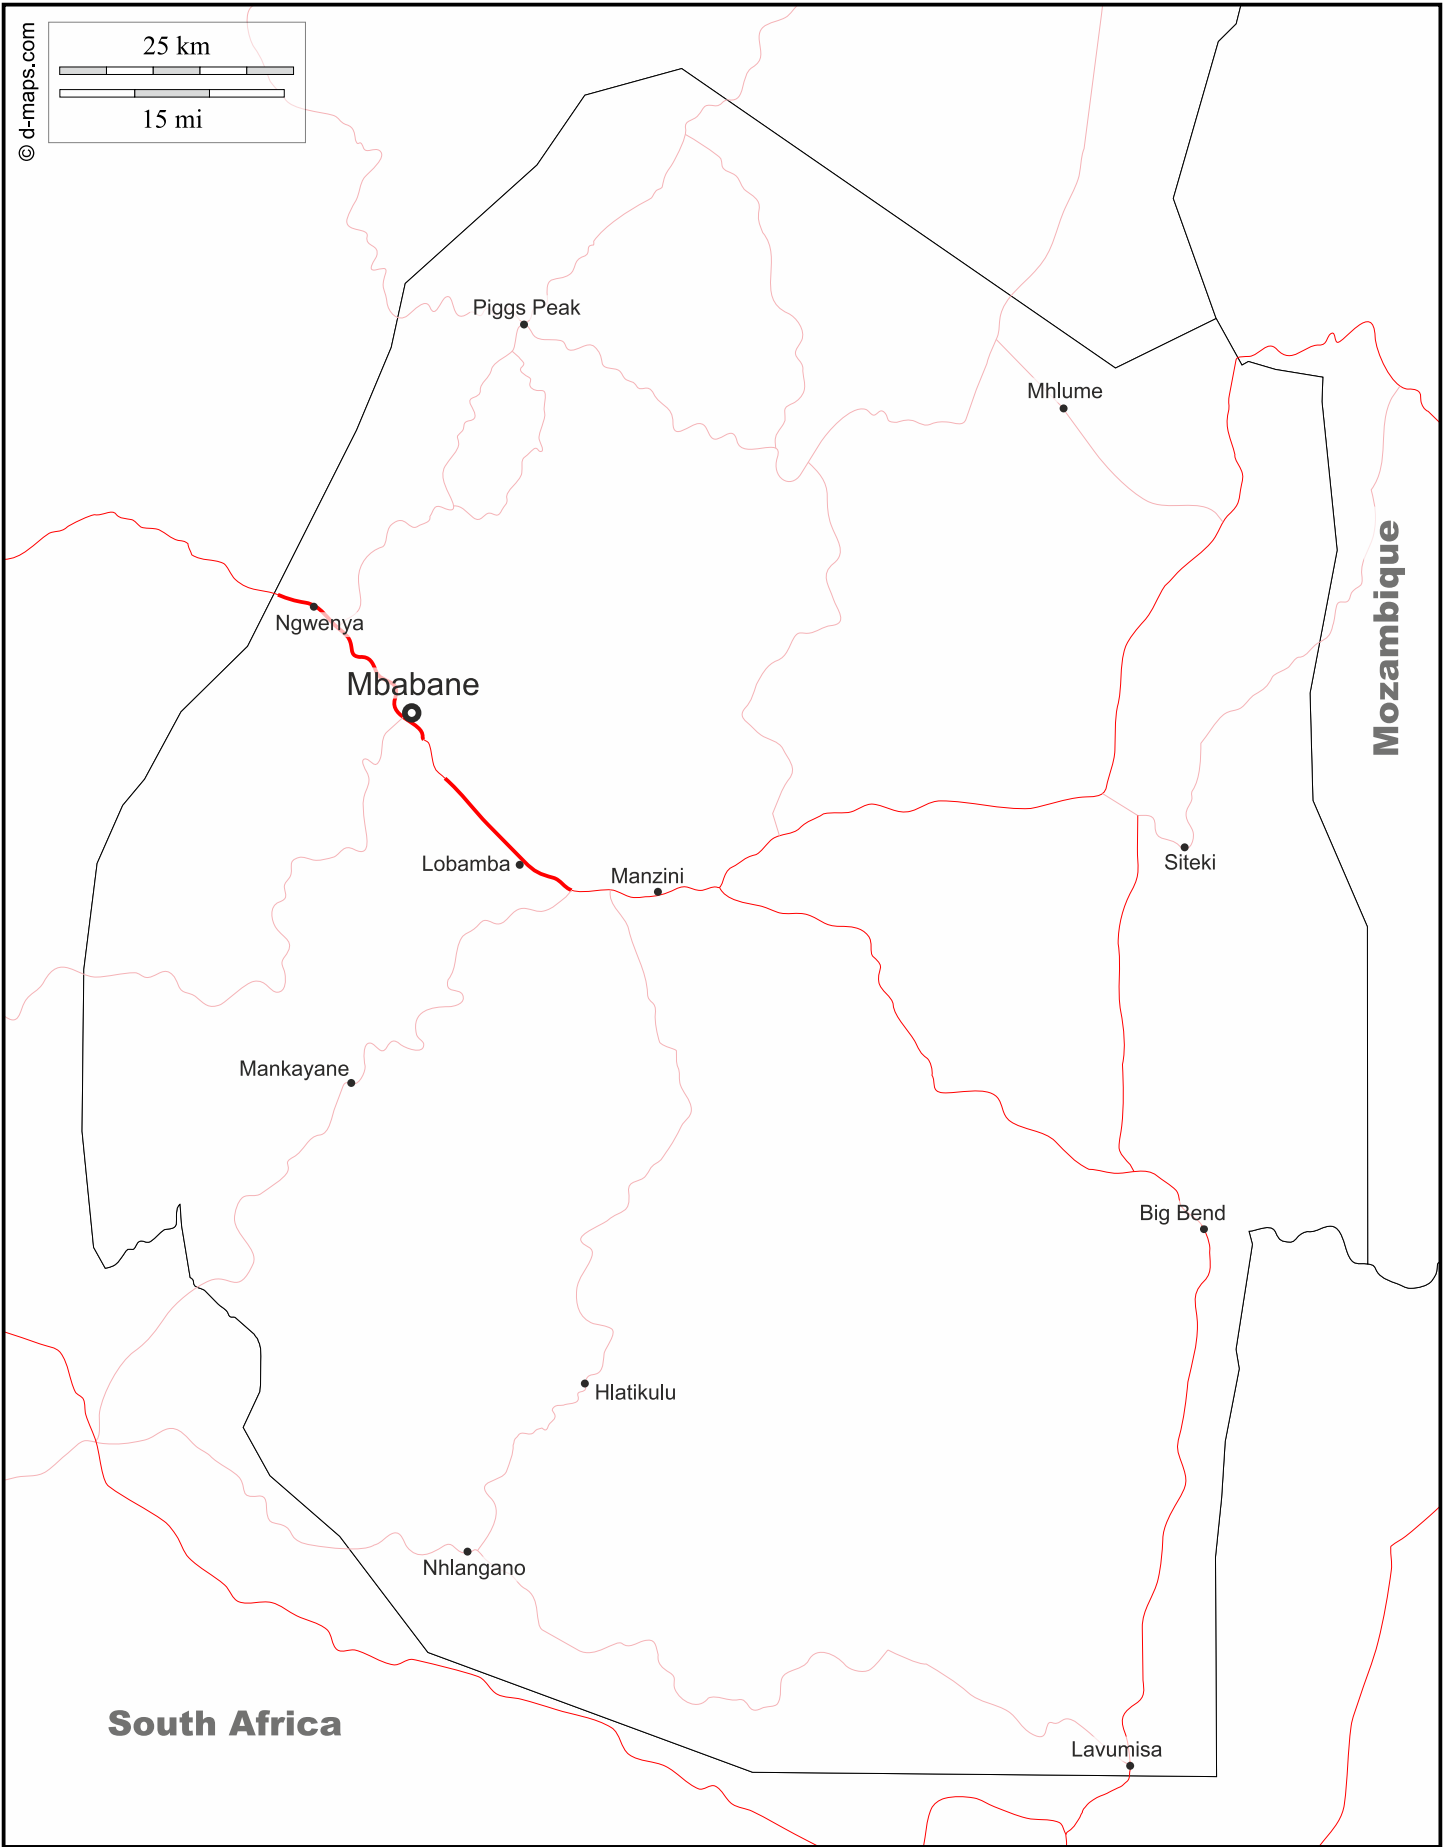 © d-maps.com
25 km
15 mi
Piggs Peak
Mhlume
Mozambique
Ngwenya
Mbabane
Lobamba
Manzini
Siteki
Mankayane
Big Bend
Hlatikulu
Nhlangano
South Africa
Lavumisa